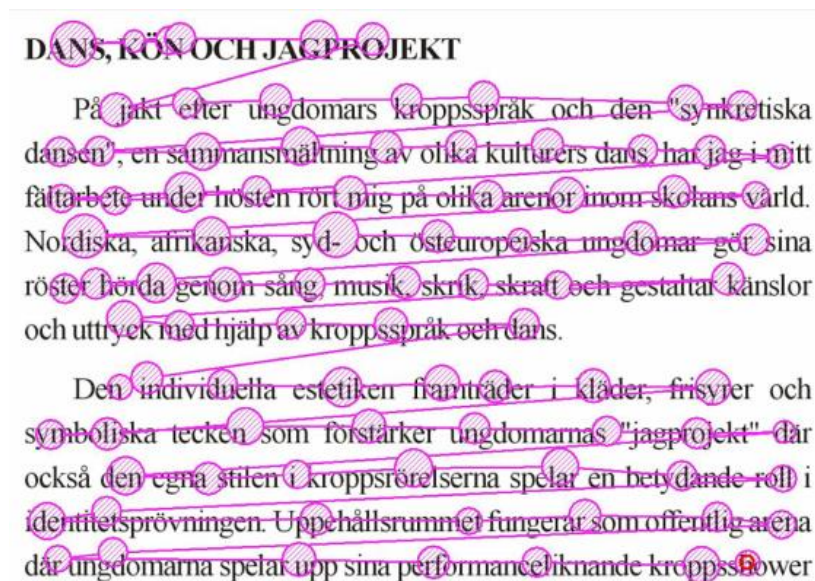 DANS, KÖN OCH JAGPROJEKT
På jakt efter ungdomars kroppsspråk och den "synkretiska
dansen", en sammansmältning av olika kulturers dans, har jag i mitt
fältarbete under hösten rört mig på olika arenor inom skolans värld.
Nordiska, afrikanska, syd- och östeuropeiska ungdomar gör sina
röster hörda genom sång, musik, skrik, skratt och gestaltar känslor
och uttryck med hjälp av kroppsspråk och dans.
Den individuella estetiken framträder i kläder, frisyrer och
symboliska tecken som förstärker ungdomarnas "jagprojekt" där
också den egna stilen i kroppsrörelserna spelar en betydande roll i
identitetsprövningen. Uppehållsrummet fungerar som offentlig arena
där ungdomarna spelar upp sina performanceliknande kroppsshower